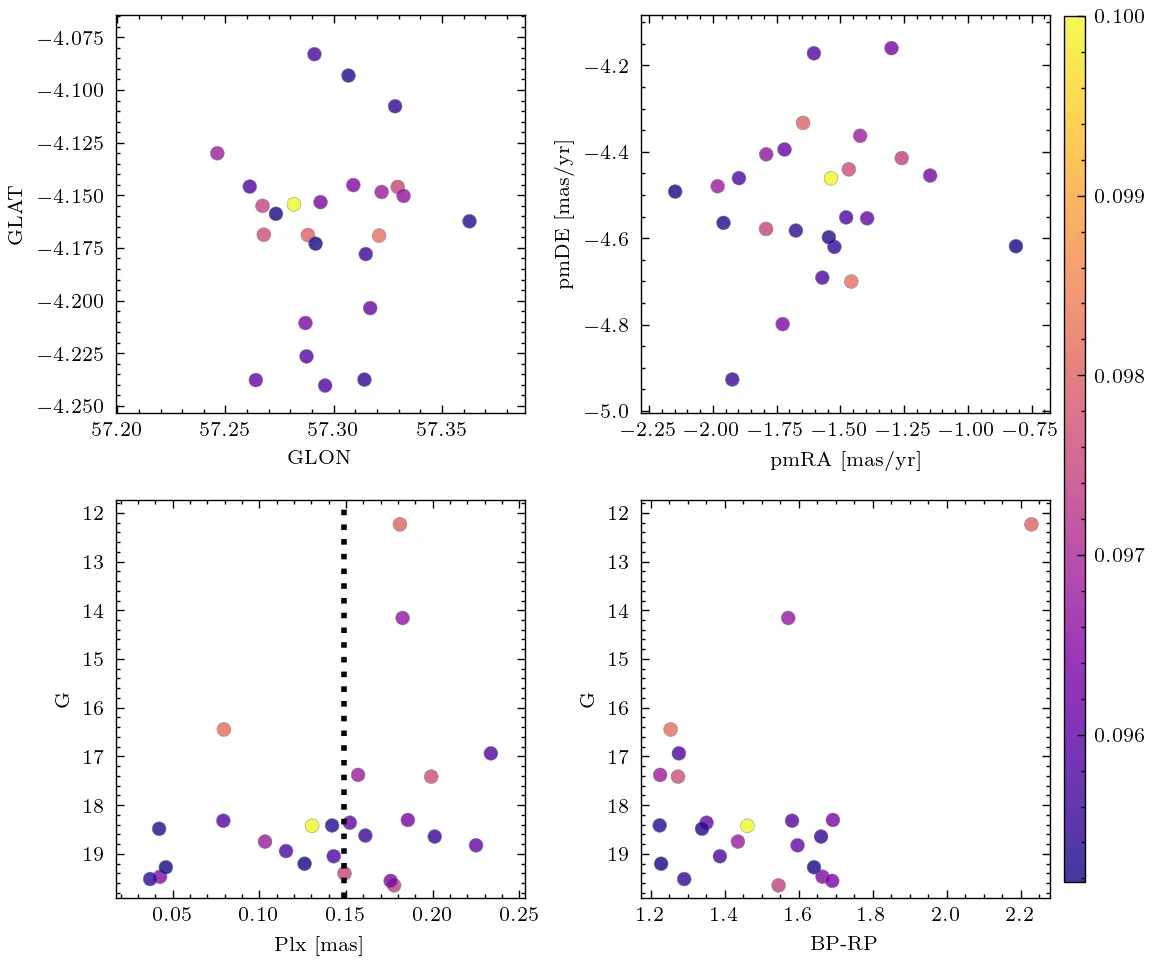 −4.075
−4.100
−4.125
−4.150
−4.175
−4.200
−4.225
−4.250
GLAT
57.20 57.25 57.30 57.35
GLON
−4.2
−4.4
−4.6
−4.8
−5.0
pmDE [mas/yr]
−2.25 −2.00 −1.75 −1.50 −1.25 −1.00 −0.75
pmRA [mas/yr]
0.100
0.099
0.098
0.097
0.096
12
13
14
15
16
17
18
19
G
0.05 0.10 0.15 0.20 0.25
Plx [mas]
12
13
14
15
16
17
18
19
G
1.2 1.4 1.6 1.8 2.0 2.2
BP-RP